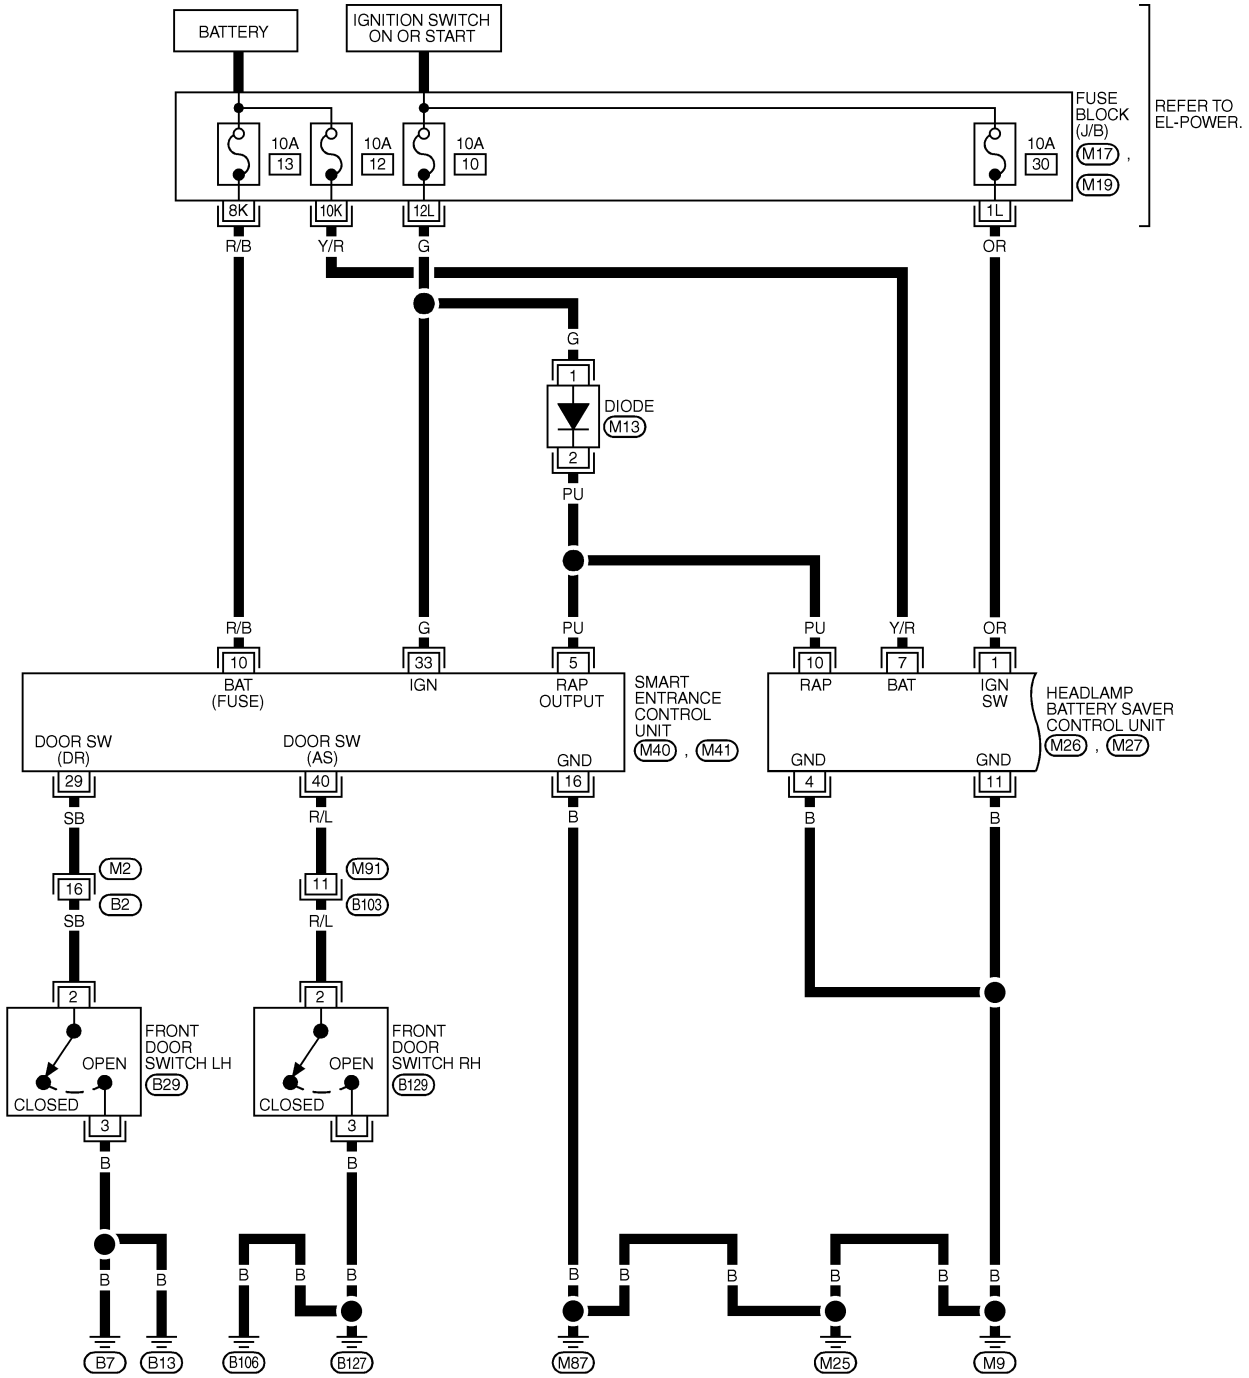 BATTERY
IGNITION SWITCH
ON OR START
FUSE
BLOCK
(J/B)
M17 ,
M19
REFER TO
EL-POWER.
10A
13
10A
12
10A
10
10A
30
8K
10K
12L
1L
R/B
Y/R
G
OR
G
1
DIODE
M13
2
PU
R/B
G
PU
PU
Y/R
OR
10
33
5
10
7
1
BAT
(FUSE)
IGN
RAP
OUTPUT
RAP
BAT
IGN
SW
SMART
ENTRANCE
CONTROL
UNIT
M40 , M41
HEADLAMP
BATTERY SAVER
CONTROL UNIT
M26 , M27
DOOR SW
(DR)
DOOR SW
(AS)
GND
GND
GND
29
40
16
4
11
SB
R/L
B
B
B
M2
16
B2
M91
11
B103
SB
R/L
2
2
FRONT
DOOR
SWITCH LH
B29
OPEN
CLOSED
FRONT
DOOR
SWITCH RH
B129
OPEN
CLOSED
3
3
B
B
B
B
B
B
B
B
B
B
B
B
B
B7
B13
B106
B127
M87
M25
M9